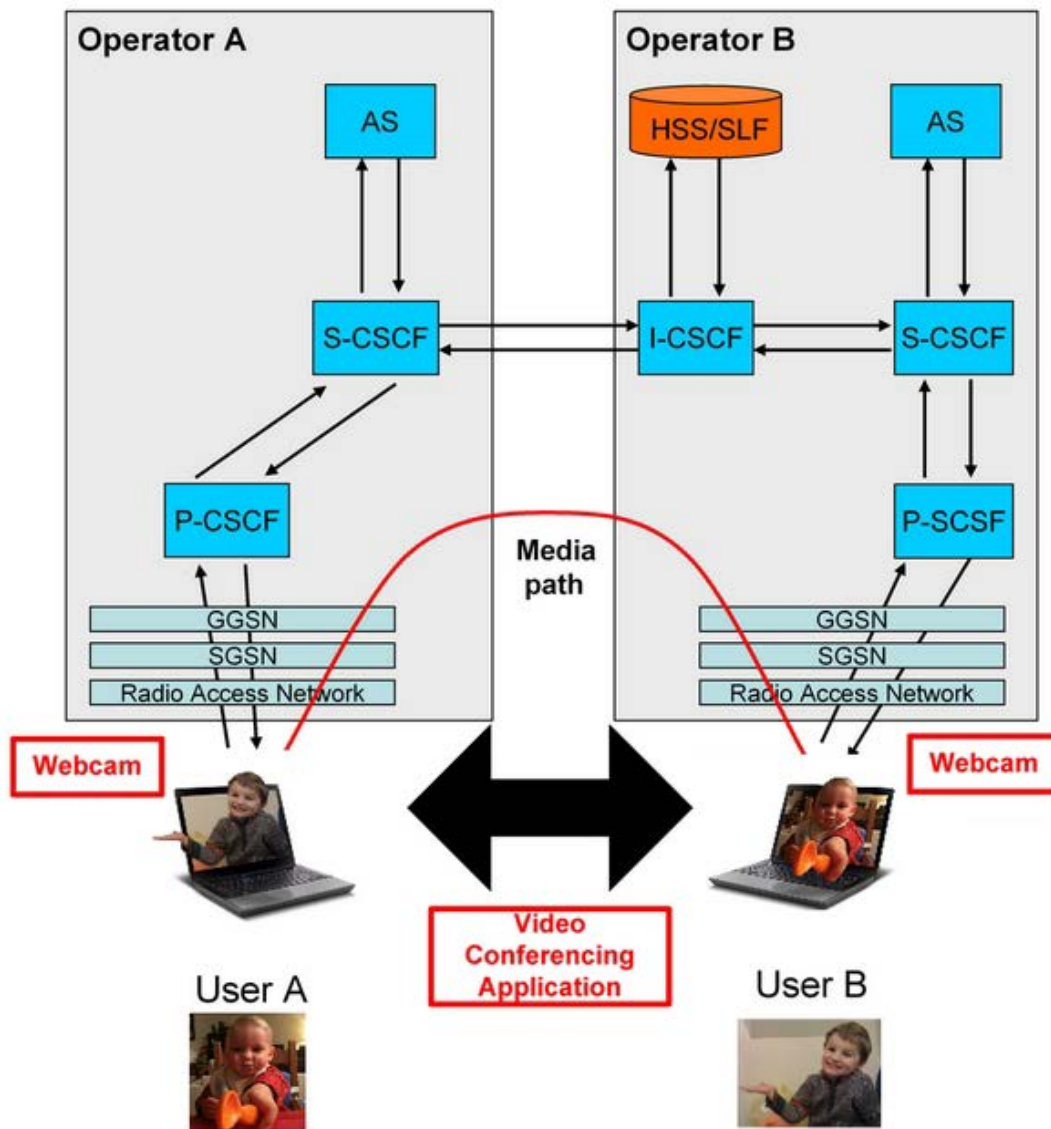 Operator A
Operator B
AS
HSS/SLF
AS
S-CSCF
I-CSCF
S-CSCF
P-CSCF
P-SCSF
Media
path
GGSN
SGSN
Radio Access Network
GGSN
SGSN
Radio Access Network
Webcam
Webcam
Video
Conferencing
Application
User A
User B